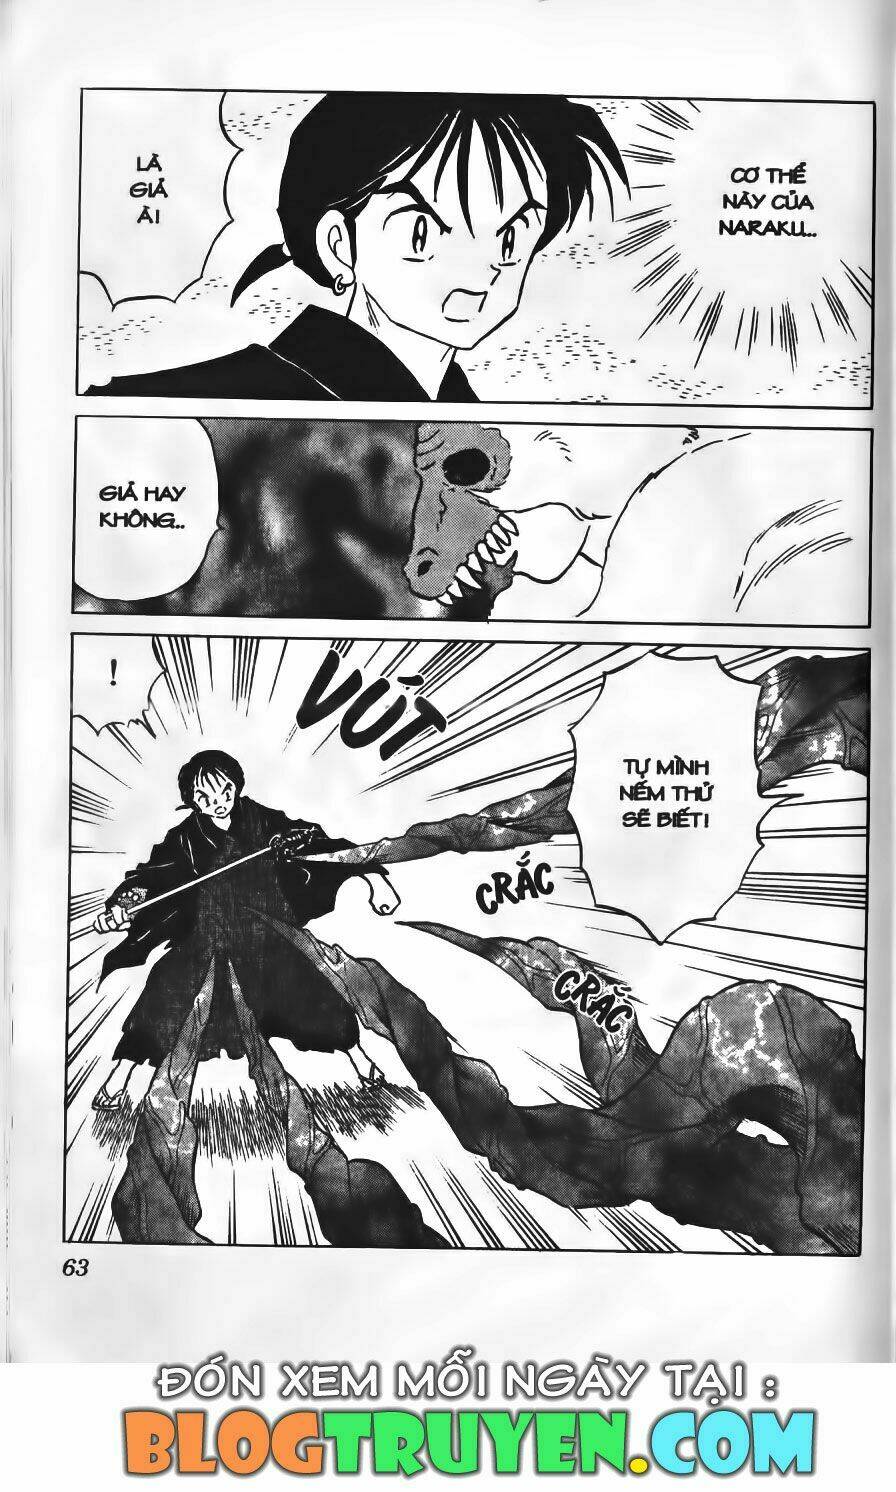 CƠ THỂ
NÀY CỦA
NARAKU...
LÀ
GIẢ
À!
GIẢ HAY
KHÔNG..
!
VÚT
TỰ MÌNH
NẾM THỬ
SẼ BIẾT!
CRẮC
CRẮC
63
ĐÓN XEM MỖI NGÀY TẠI :
BLOGTRUYEN.COM